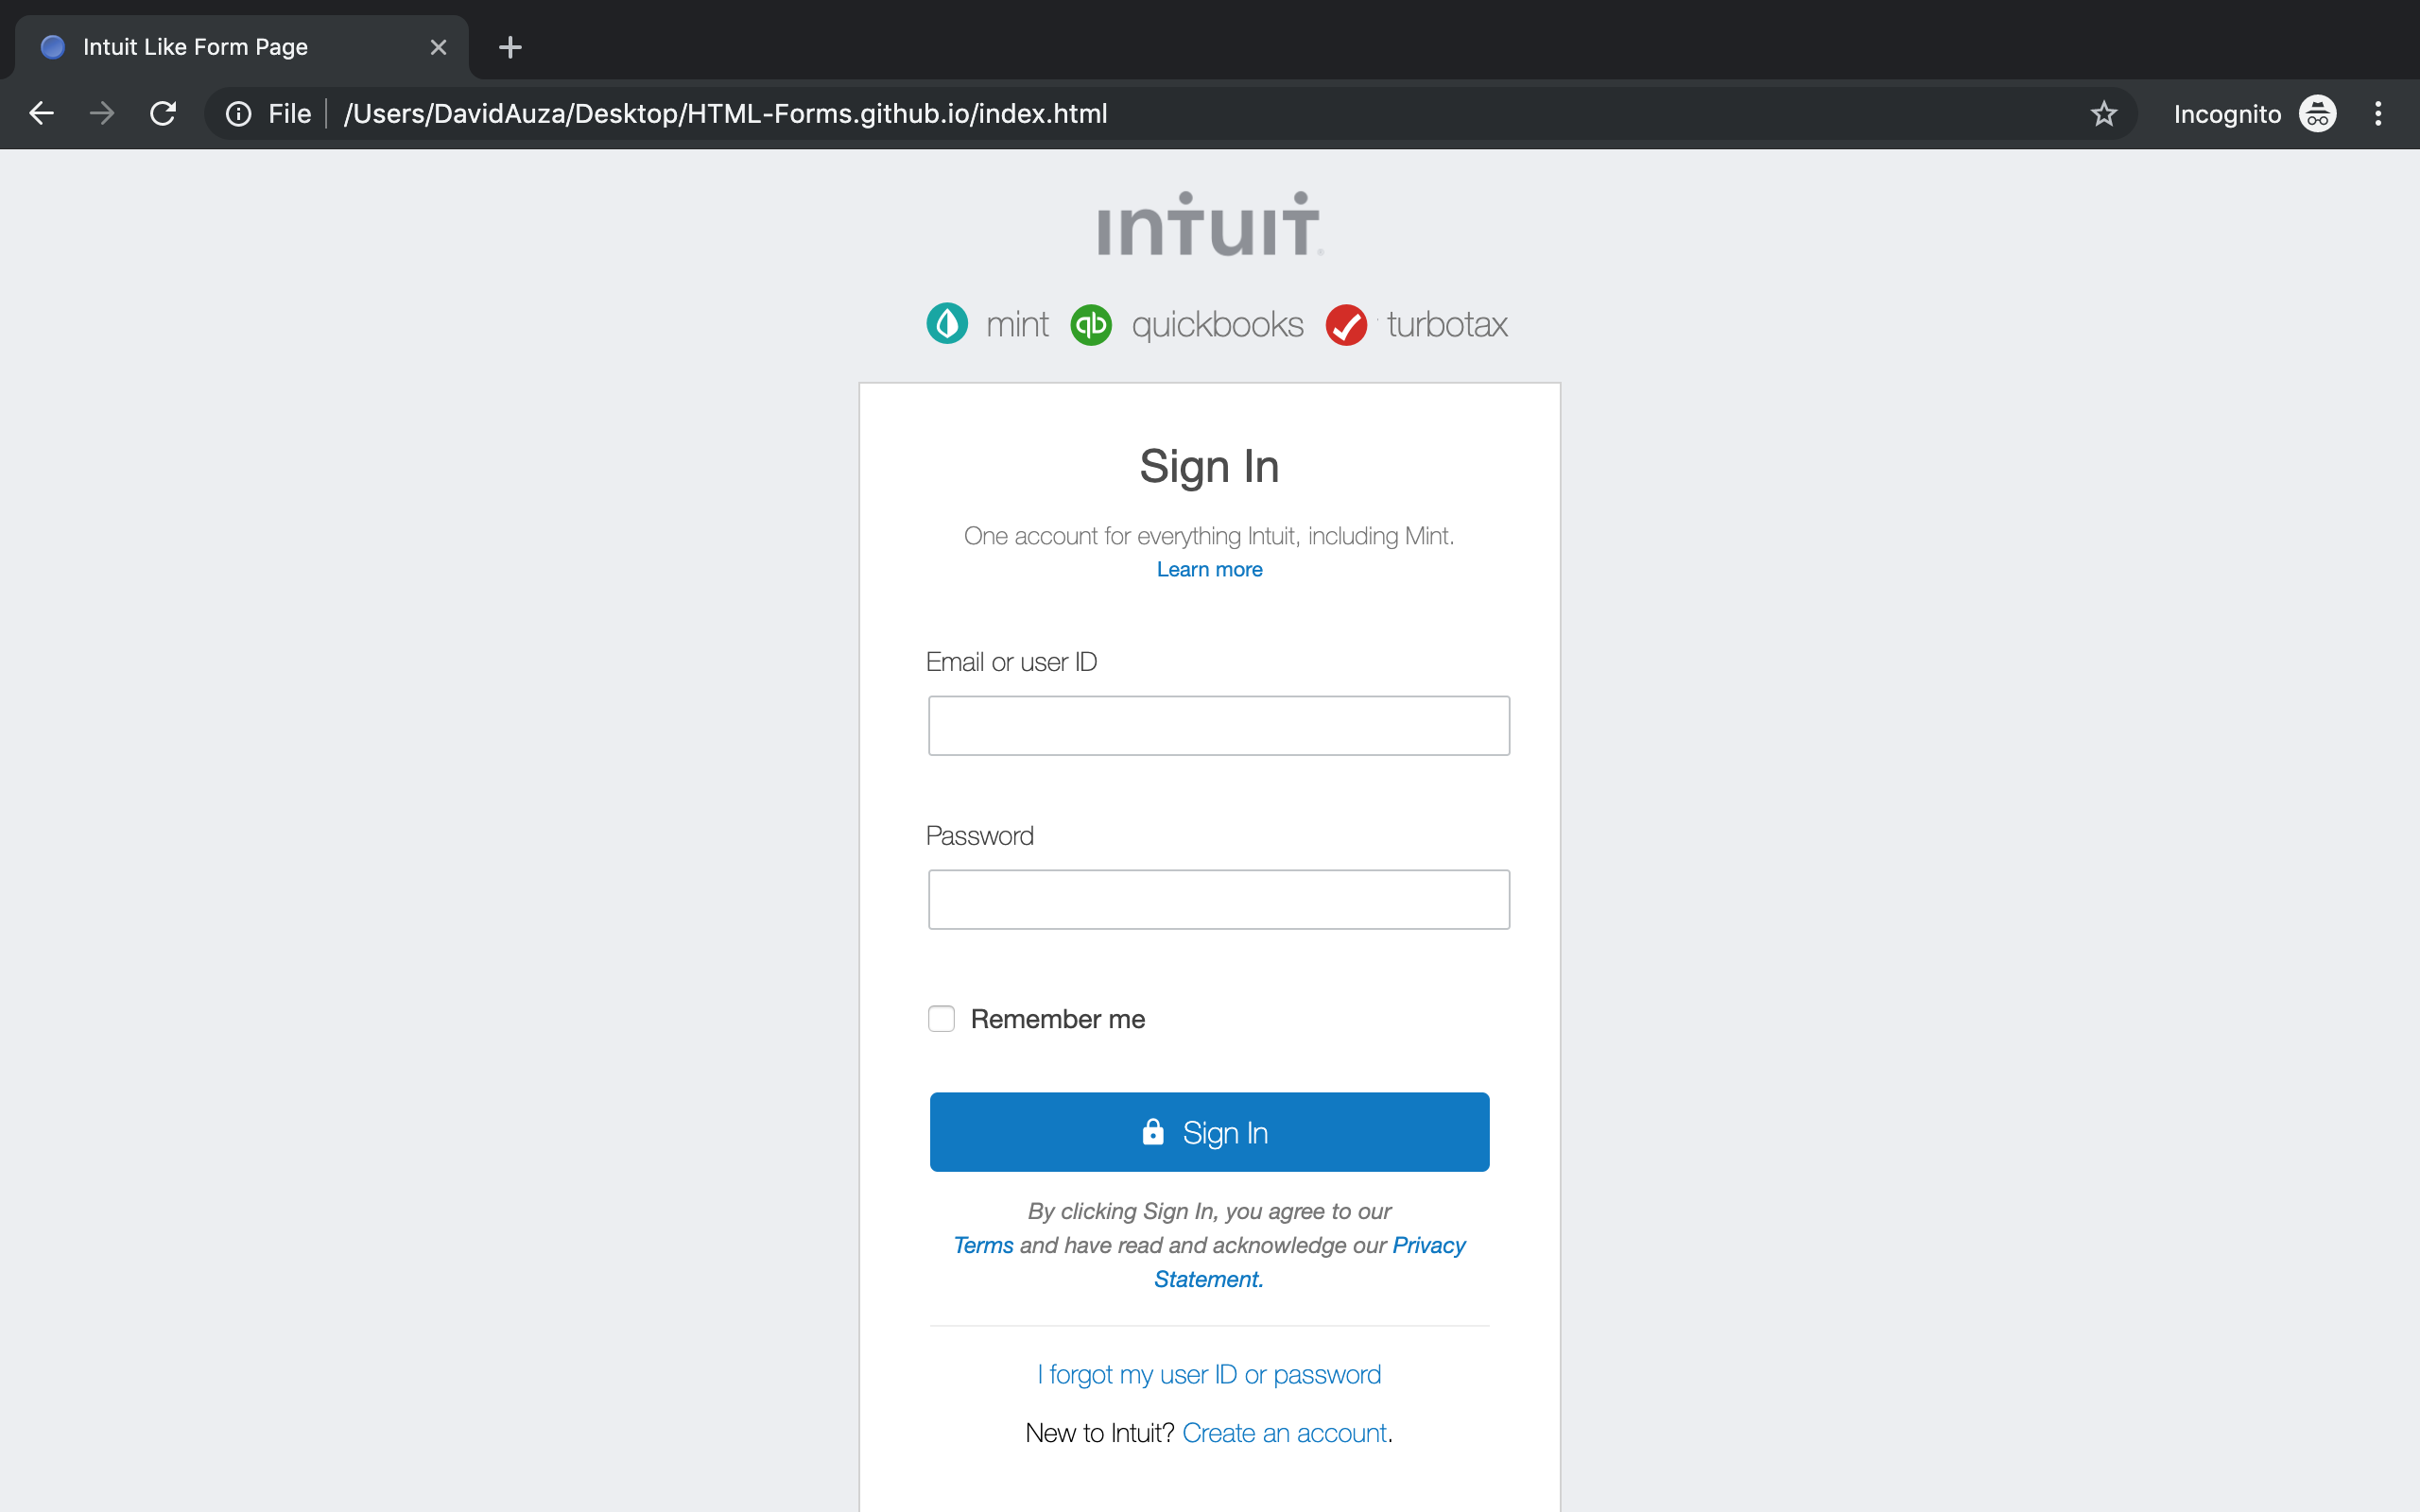 Intuit Like Form Page
File /Users/DavidAuza/Desktop/HTML-Forms.github.io/index.html Incognito
intuit
mint qb quickbooks turbotax
Sign In
One account for everything Intuit, including Mint.
Learn more
Email or user ID
Password
Remember me
Sign In
By clicking Sign In, you agree to our
Terms and have read and acknowledge our Privacy
Statement.
I forgot my user ID or password
New to Intuit? Create an account.